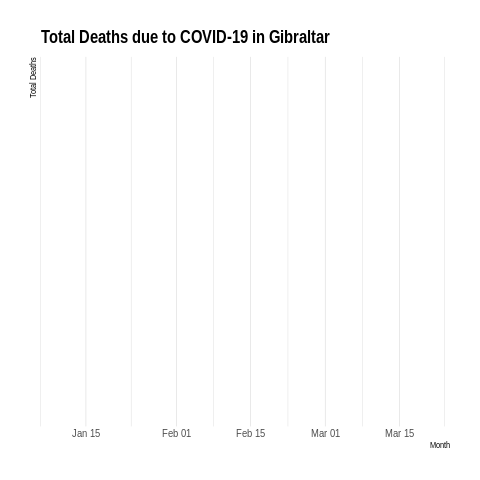 Total Deaths due to COVID-19 in Gibraltar
Total Deaths
Jan 15 Feb 01 Feb 15 Mar 01 Mar 15
Month